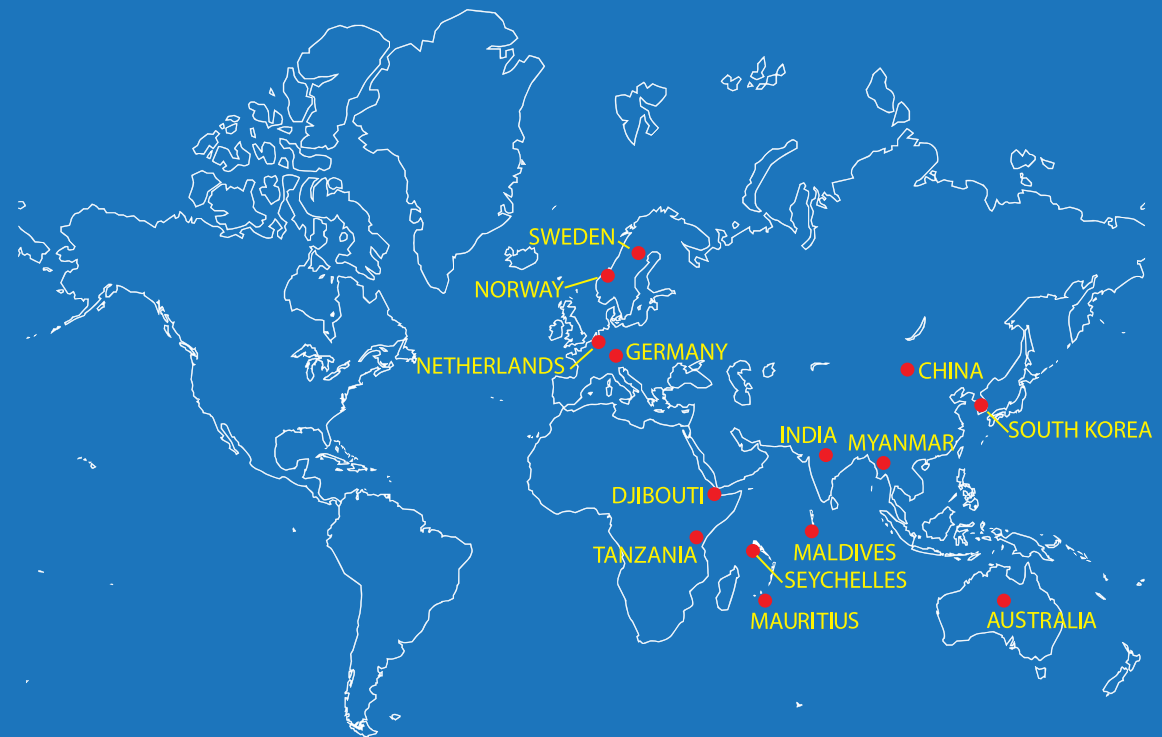 SWEDEN
NORWAY
NETHERLANDS
GERMANY
CHINA
SOUTH KOREA
INDIA
MYANMAR
DJIBOUTI
TANZANIA
MALDIVES
SEYCHELLES
MAURITIUS
AUSTRALIA